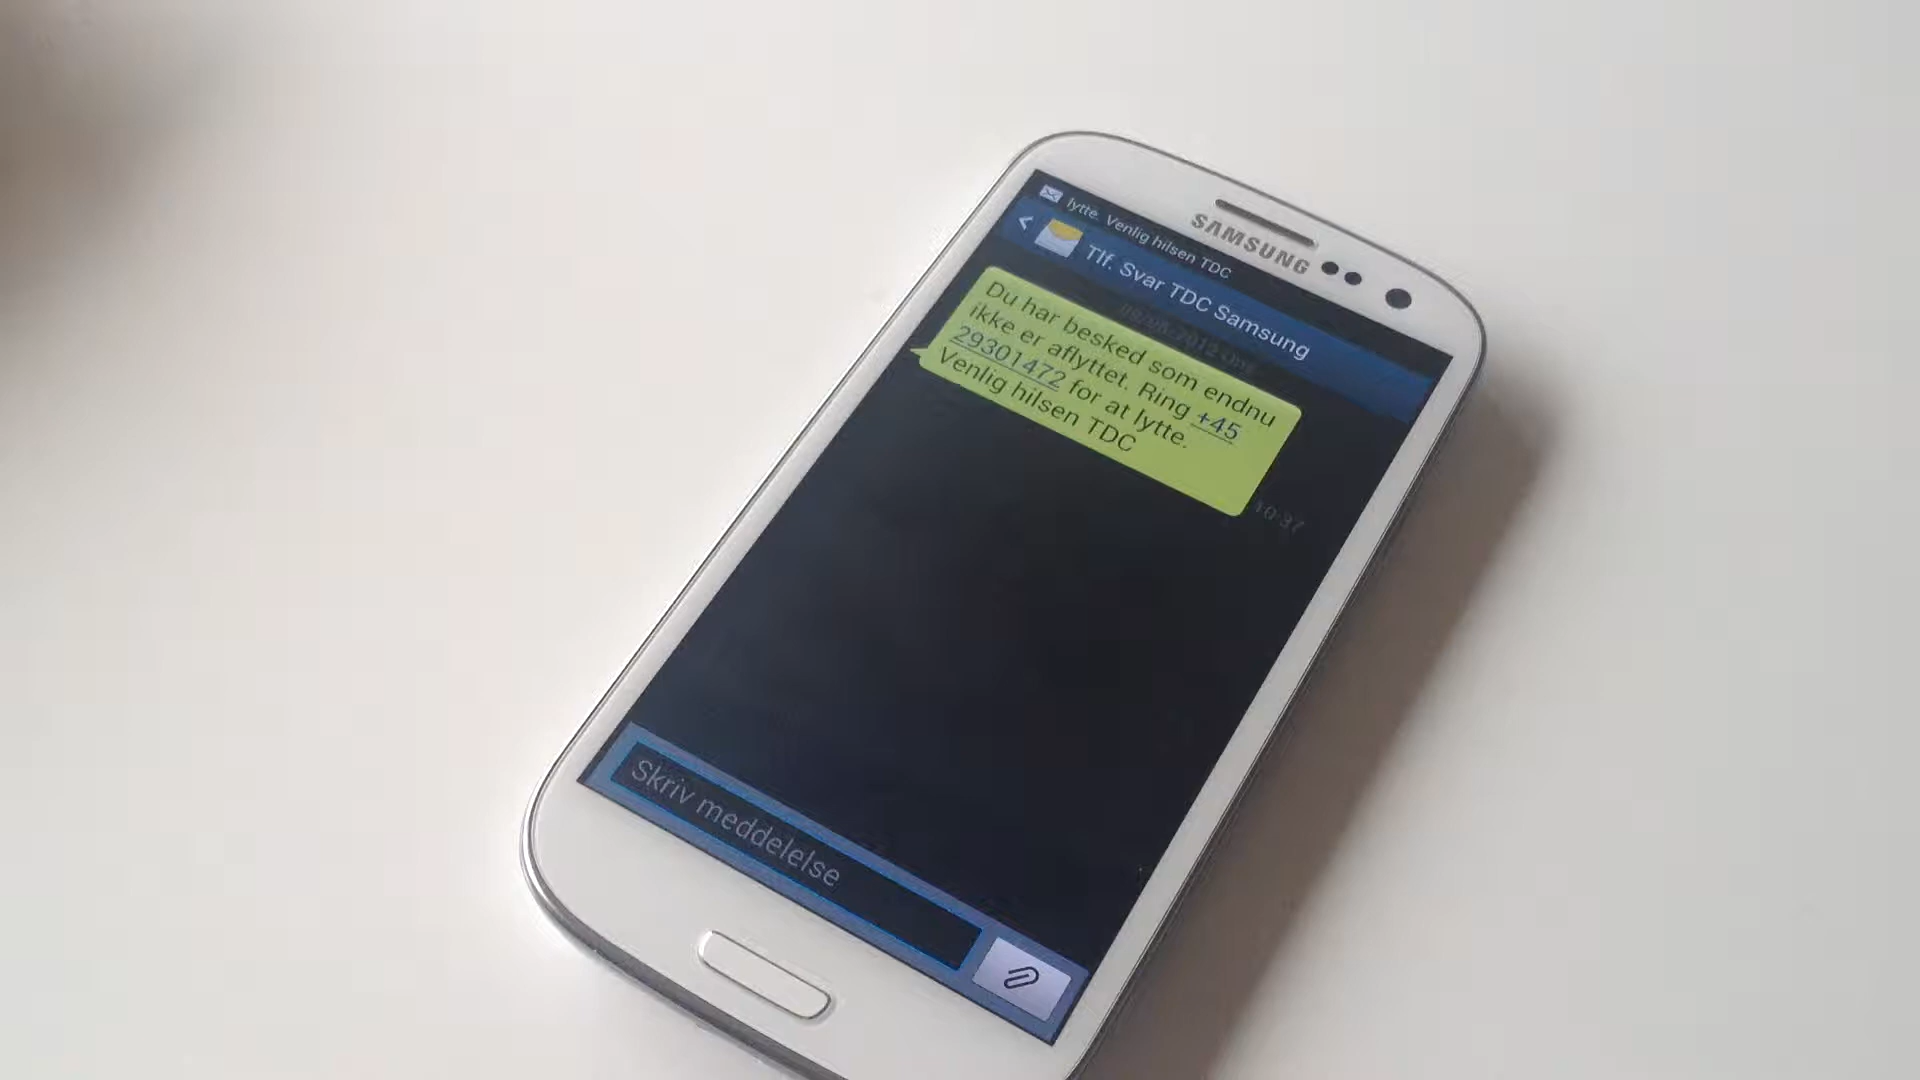 SAMSUNG
lytte. Venlig hilsen TDC
Tlf. Svar TDC Samsung
Du har besked som endnu
ikke er aflyttet. Ring +45
29301472 for at lytte.
Venlig hilsen TDC
10:37
Skriv meddelelse